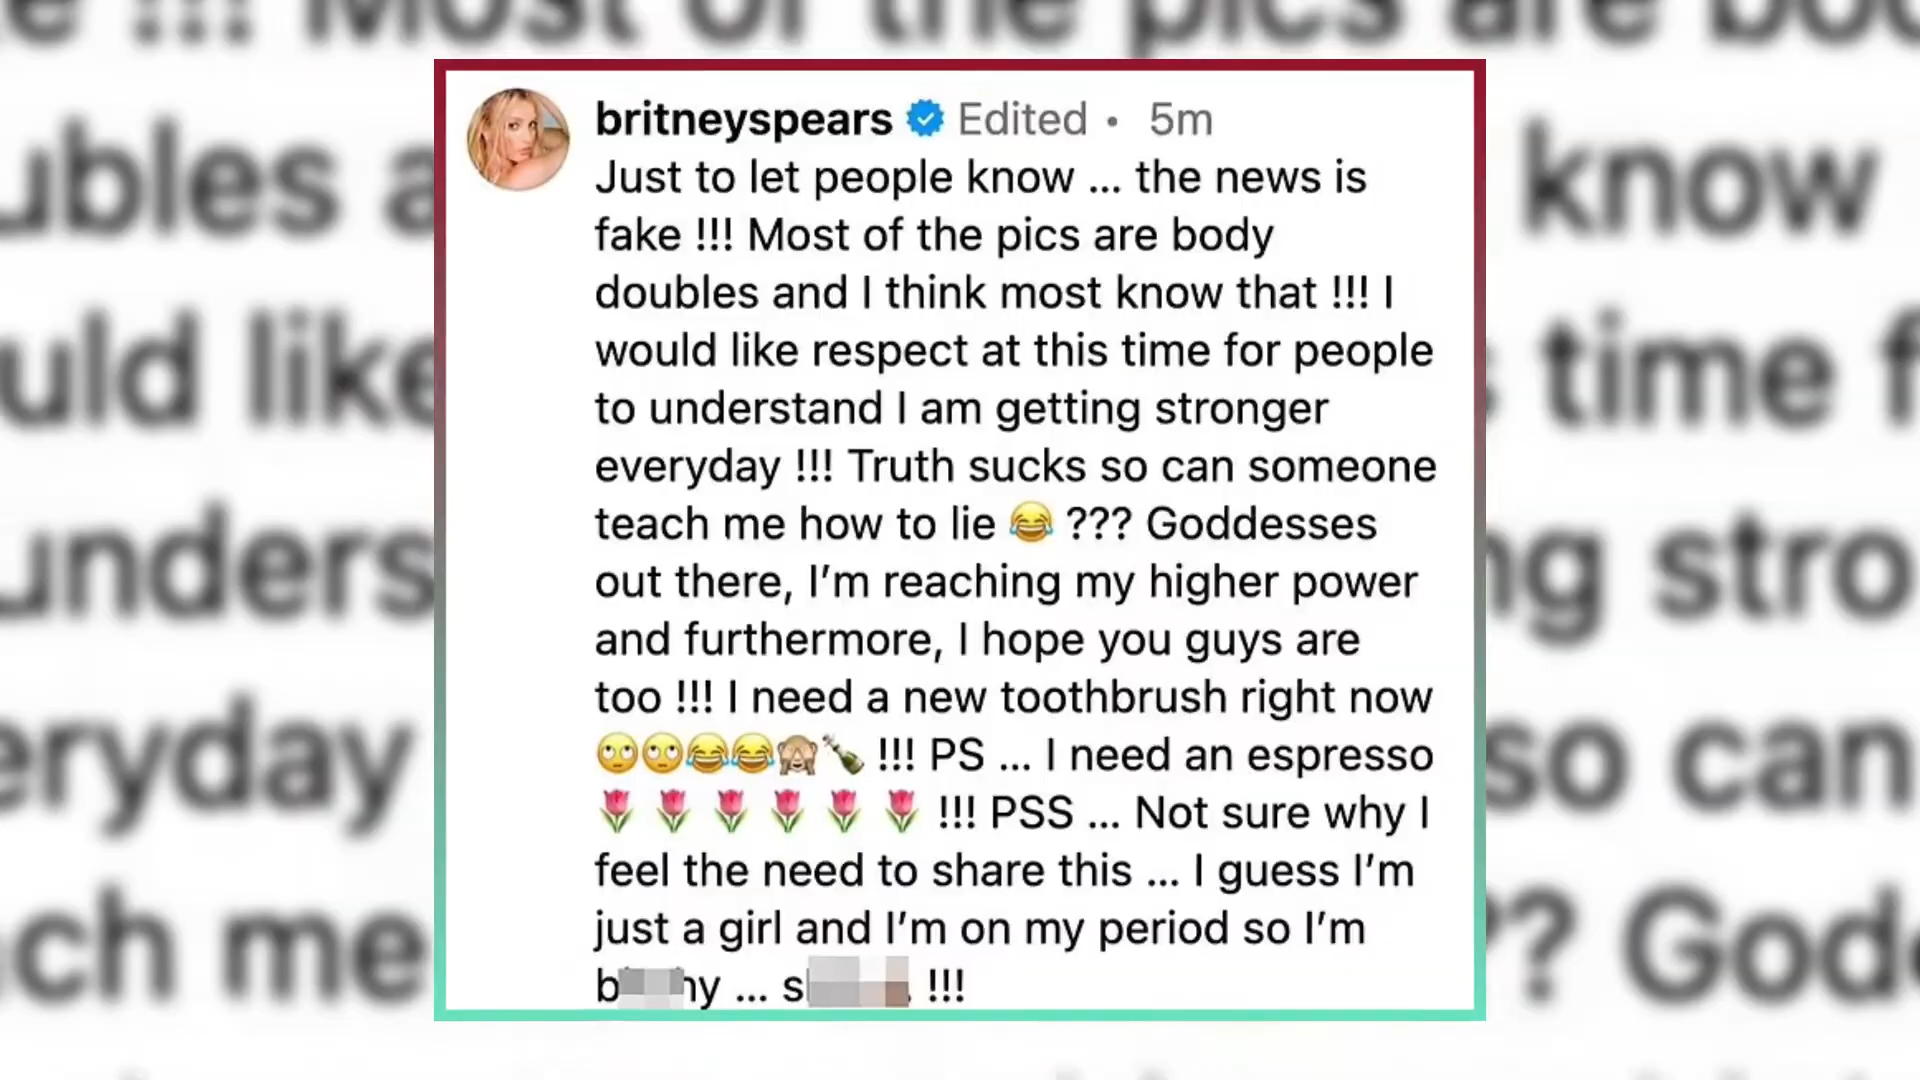 britneyspears Edited • 5m
Just to let people know ... the news is
fake !!! Most of the pics are body
doubles and I think most know that !!! I
would like respect at this time for people
to understand I am getting stronger
everyday !!! Truth sucks so can someone
teach me how to lie 😂 ??? Goddesses
out there, I’m reaching my higher power
and furthermore, I hope you guys are
too !!! I need a new toothbrush right now
🙄🙄😂😂🙈🍾 !!! PS ... I need an espresso
🌷 🌷 🌷 🌷 🌷 🌷 !!! PSS ... Not sure why I
feel the need to share this ... I guess I’m
just a girl and I’m on my period so I’m
... !!!